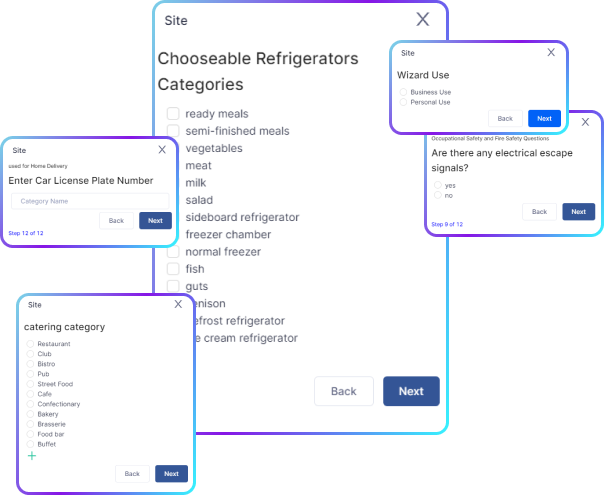 Site
X
Chooseable Refrigerators
Categories
ready meals
semi-finished meals
vegetables
meat
milk
salad
sideboard refrigerator
freezer chamber
normal freezer
fish
guts
enison
efrost refrigerator
e cream refrigerator
Back
Next
Site
X
Wizard Use
Business Use
Personal Use
Back
Next
X
Occupational Safety and Fire Safety Questions
Are there any electrical escape
signals?
yes
no
Back
Next
Step 9 of 12
Site
X
used for Home Delivery
Enter Car License Plate Number
Category Name
Back
Next
Step 12 of 12
Site
X
catering category
Restaurant
Club
Bistro
Pub
Street Food
Cafe
Confectionary
Bakery
Brasserie
Food bar
Buffet
+
Back
Next